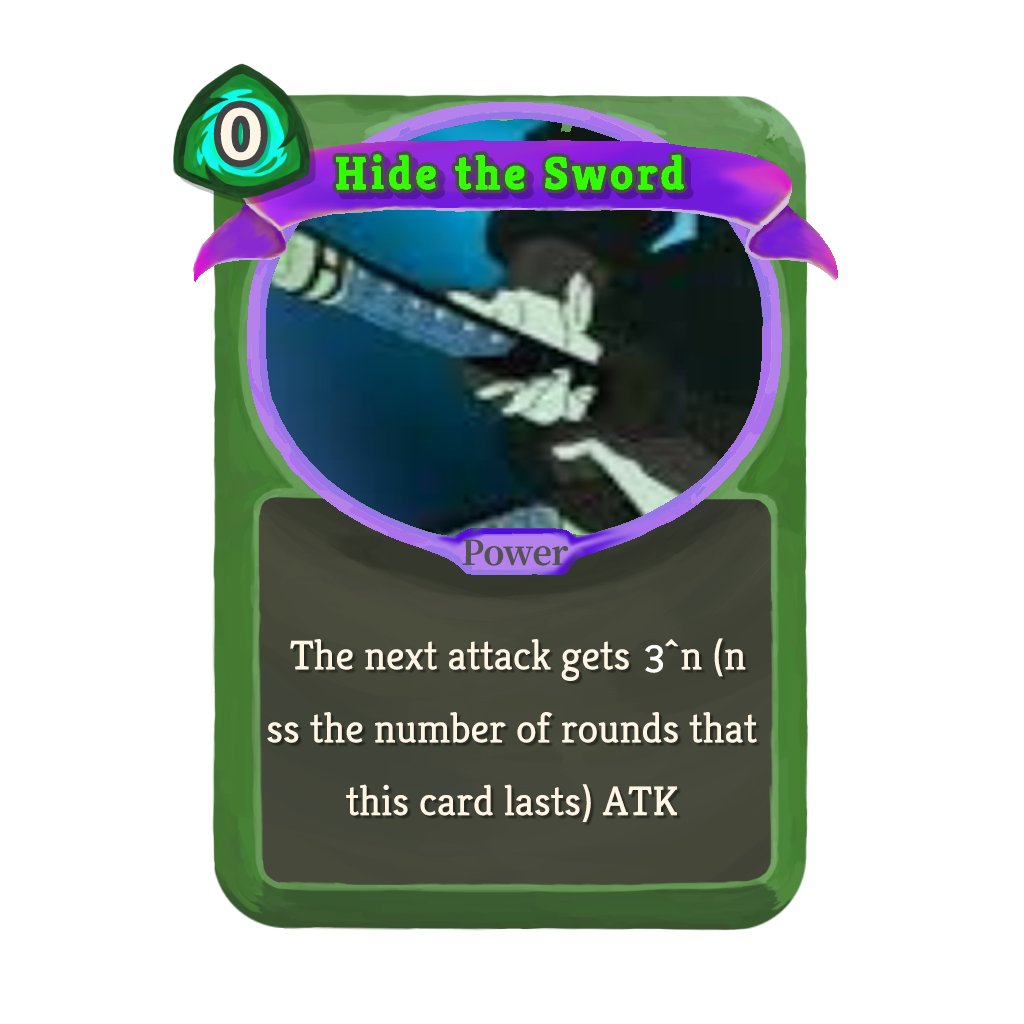 0
Hide the Sword
Power
The next attack gets 3^n (n
ss the number of rounds that
this card lasts) ATK